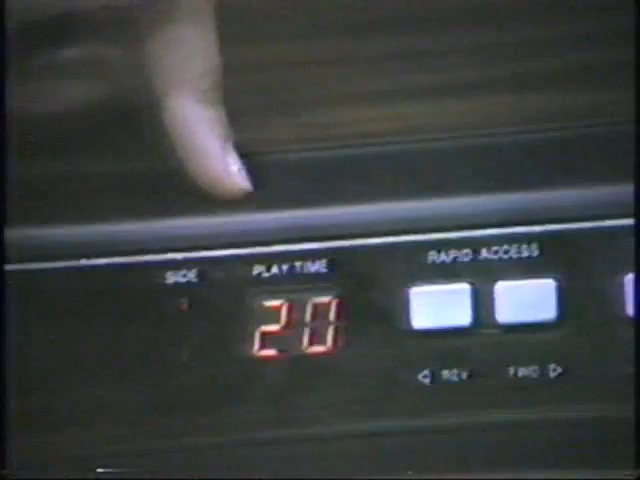 SIDE PLAY TIME RAPID ACCESS
20
◁ REV FWD ▷